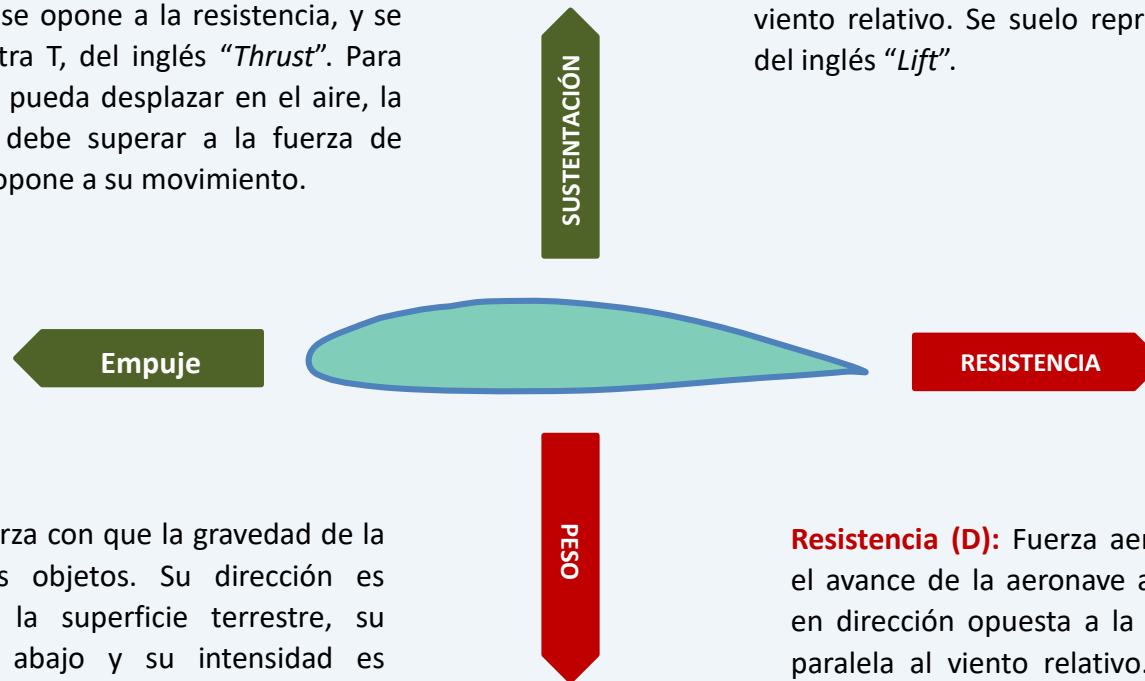 se opone a la resistencia, y se
tra T, del inglés “Thrust”. Para
pueda desplazar en el aire, la
debe superar a la fuerza de
opone a su movimiento.
viento relativo. Se suelo repr
del inglés “Lift”.
SUSTENTACIÓN
Empuje
RESISTENCIA
PESO
rza con que la gravedad de la
s objetos. Su dirección es
la superficie terrestre, su
abajo y su intensidad es
Resistencia (D): Fuerza aer
el avance de la aeronave a
en dirección opuesta a la
paralela al viento relativo.